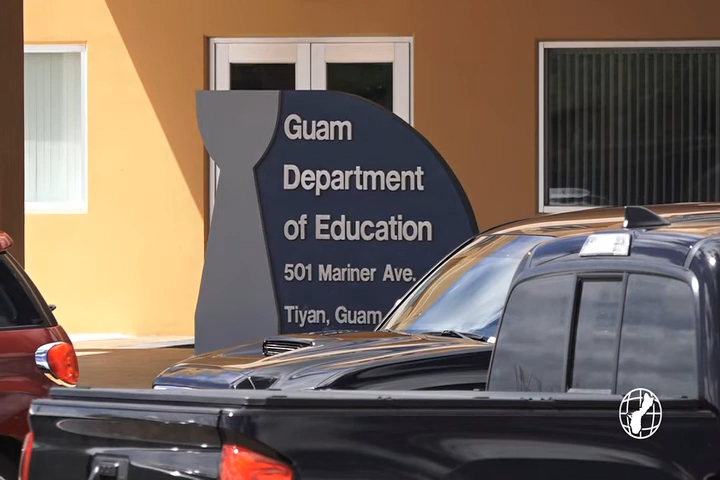 Guam
Department
of Education
501 Mariner Ave.
Tiyan, Guam